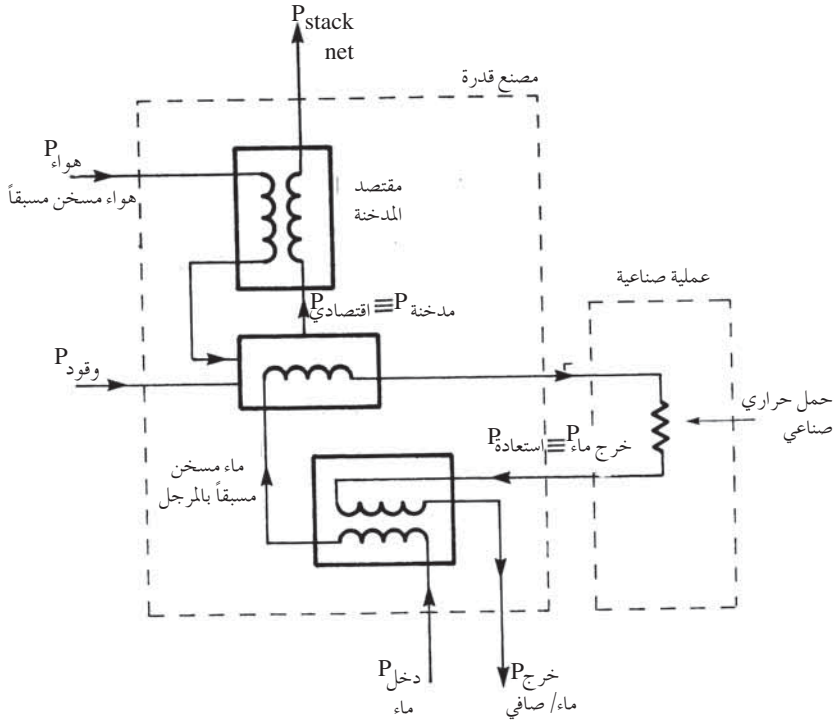 P stack
net
مصنع قدرة
P هواء
هواء مسخن مسبقاً
مقتصد
المدخنة
P مدخنة ≡ P اقتصادي
عملية صناعية
P وقود
حمل حراري
صناعي
P خرج ماء ≡ P استعادة
ماء مسخن
مسبقاً بالمرجل
P دخل
ماء
P خرج
ماء/ صافي